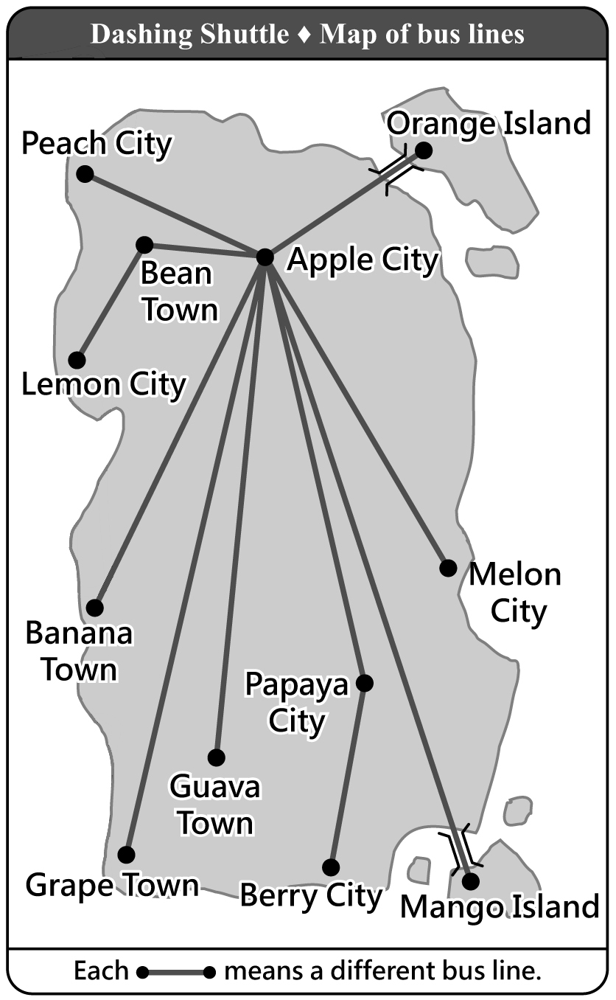 Dashing Shuttle ♦ Map of bus lines
Orange Island
Peach City
Apple City
Bean
Town
Lemon City
Melon
City
Banana
Town
Papaya
City
Guava
Town
Grape Town
Berry City
Mango Island
Each means a different bus line.